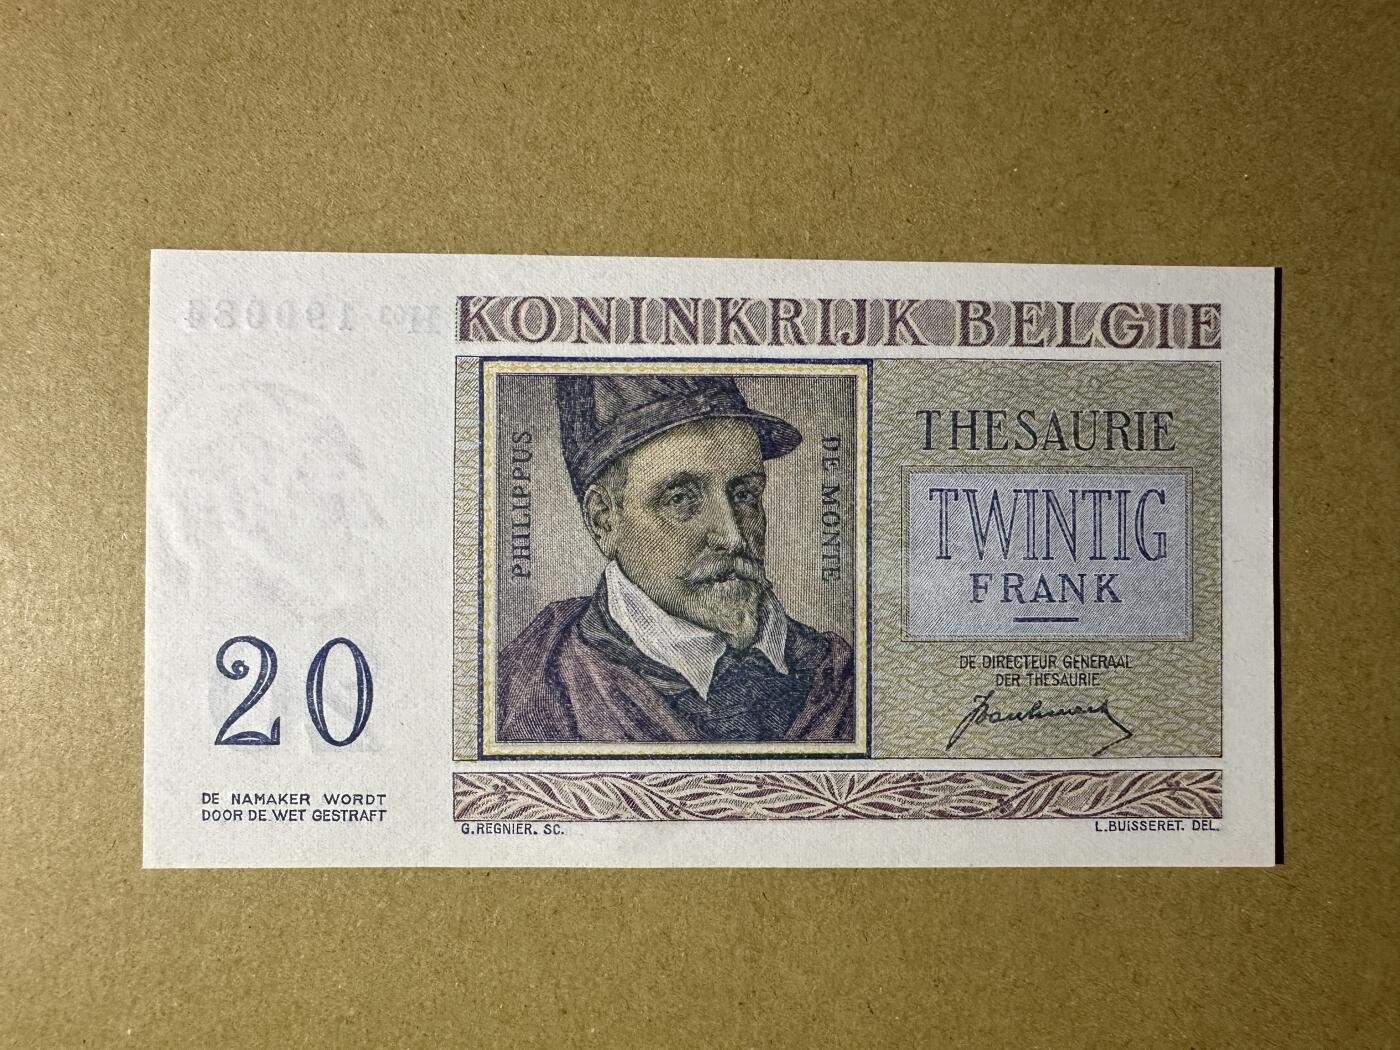 KONINKRIJK BELGIE
PHILIPPUS
DE MONTE
THESAURIE
TWINTIG
FRANK
DE DIRECTEUR GENERAAL
DER THESAURIE
20
DE NAMAKER WORDT
DOOR DE WET GESTRAFT
G.REGNIER. SC.
L.BUISSERET. DEL.